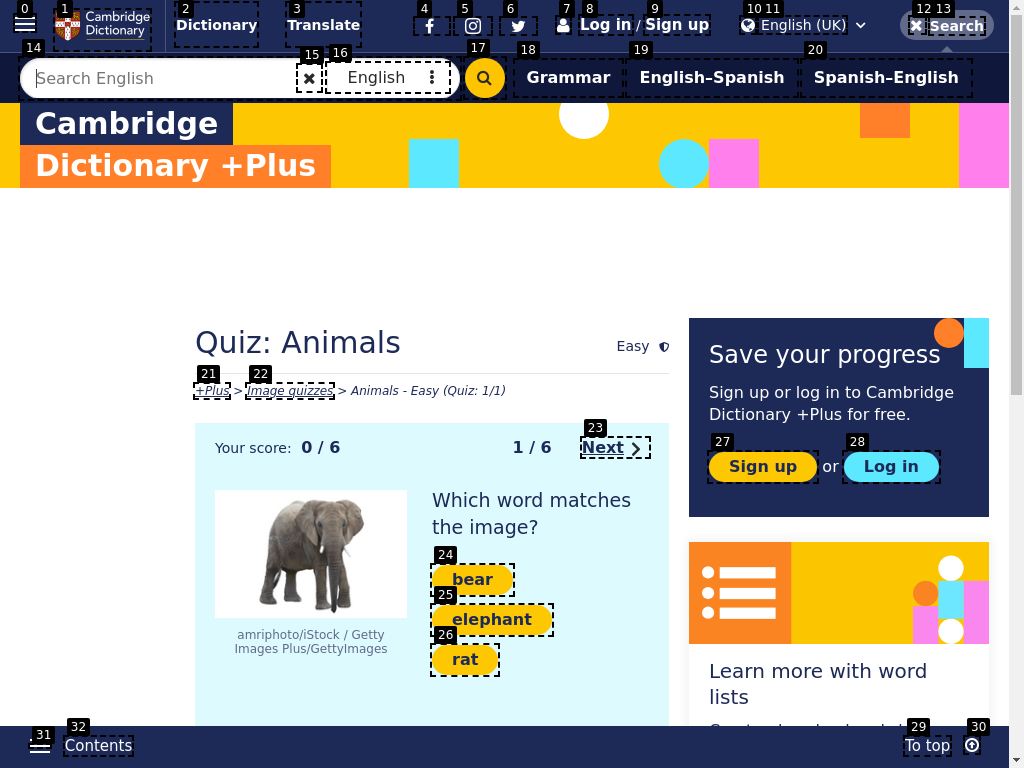 0 1 2 3 4 5 6 7 8 9 10 11 12 13
Cambridge
Dictionary
Dictionary
Translate
Log in / Sign up
English (UK)
Search
14 15 16 17 18 19 20
Search English
English
Grammar
English–Spanish
Spanish–English
Cambridge
Dictionary +Plus
Quiz: Animals
Easy
21 22
+Plus > Image quizzes > Animals - Easy (Quiz: 1/1)
23
Your score: 0 / 6
1 / 6
Next
Which word matches
the image?
24
bear
25
elephant
26
rat
amriphoto/iStock / Getty
Images Plus/GettyImages
Save your progress
Sign up or log in to Cambridge
Dictionary +Plus for free.
27 28
Sign up or Log in
Learn more with word
lists
31 32
Contents
29 30
To top